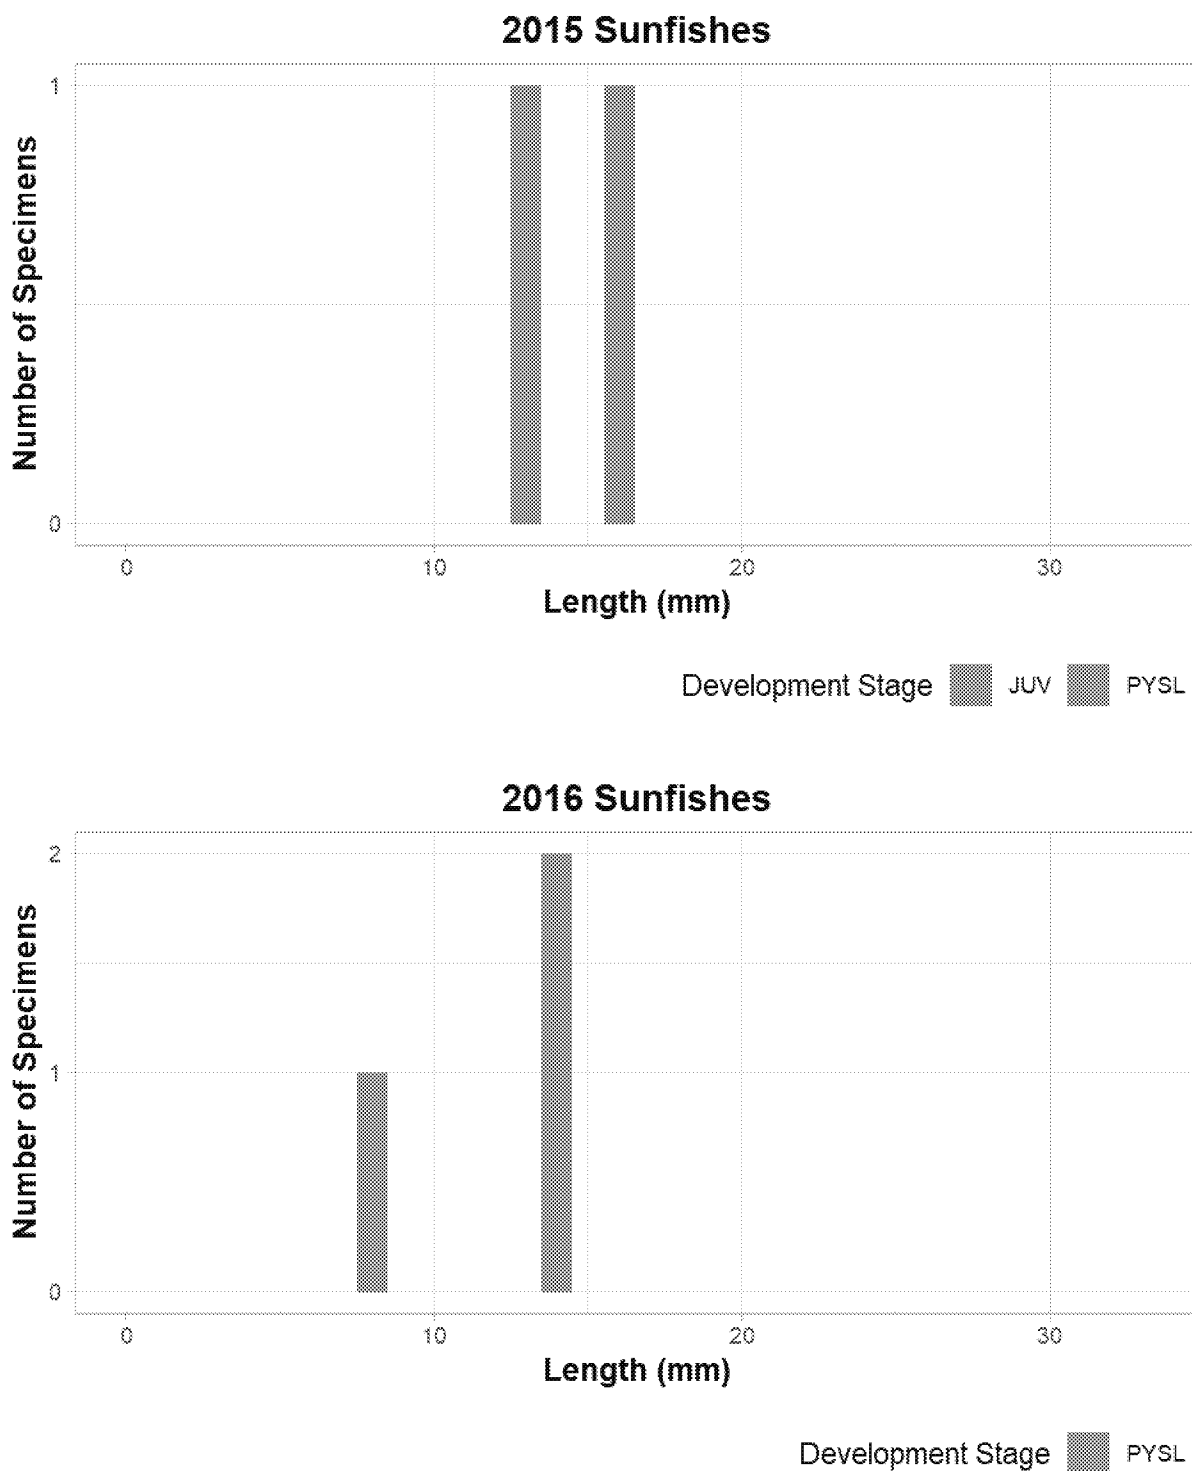 2015 Sunfishes
1
Number of Specimens
0
0 10 20 30
Length (mm)
Development Stage JUV PYSL
2016 Sunfishes
2
Number of Specimens
1
0
0 10 20 30
Length (mm)
Development Stage PYSL